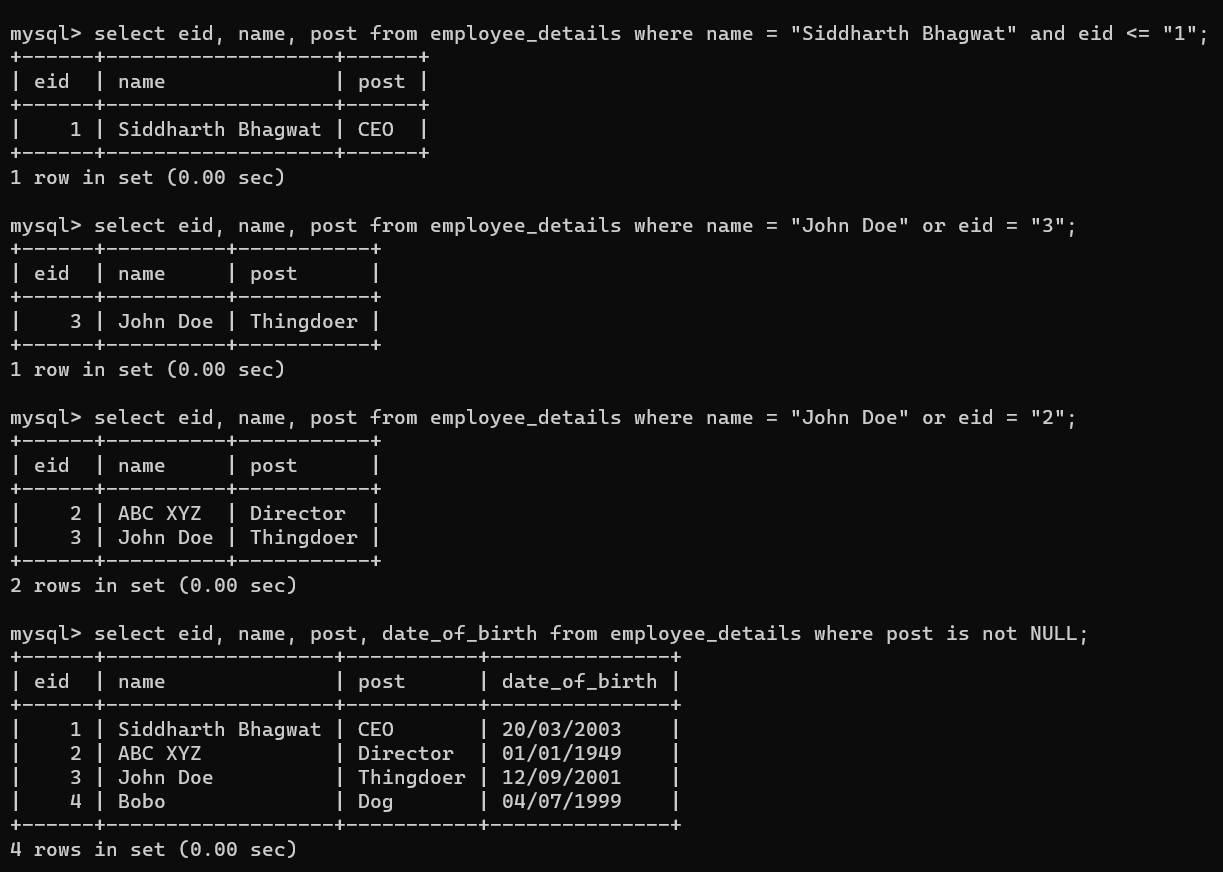 mysql> select eid, name, post from employee_details where name = "Siddharth Bhagwat" and eid <= "1";
+------+-------------------+------+
| eid  | name              | post |
+------+-------------------+------+
|    1 | Siddharth Bhagwat | CEO  |
+------+-------------------+------+
1 row in set (0.00 sec)

mysql> select eid, name, post from employee_details where name = "John Doe" or eid = "3";
+------+----------+-----------+
| eid  | name     | post      |
+------+----------+-----------+
|    3 | John Doe | Thingdoer |
+------+----------+-----------+
1 row in set (0.00 sec)

mysql> select eid, name, post from employee_details where name = "John Doe" or eid = "2";
+------+----------+-----------+
| eid  | name     | post      |
+------+----------+-----------+
|    2 | ABC XYZ  | Director  |
|    3 | John Doe | Thingdoer |
+------+----------+-----------+
2 rows in set (0.00 sec)

mysql> select eid, name, post, date_of_birth from employee_details where post is not NULL;
+------+-------------------+-----------+---------------+
| eid  | name              | post      | date_of_birth |
+------+-------------------+-----------+---------------+
|    1 | Siddharth Bhagwat | CEO       | 20/03/2003    |
|    2 | ABC XYZ           | Director  | 01/01/1949    |
|    3 | John Doe          | Thingdoer | 12/09/2001    |
|    4 | Bobo              | Dog       | 04/07/1999    |
+------+-------------------+-----------+---------------+
4 rows in set (0.00 sec)